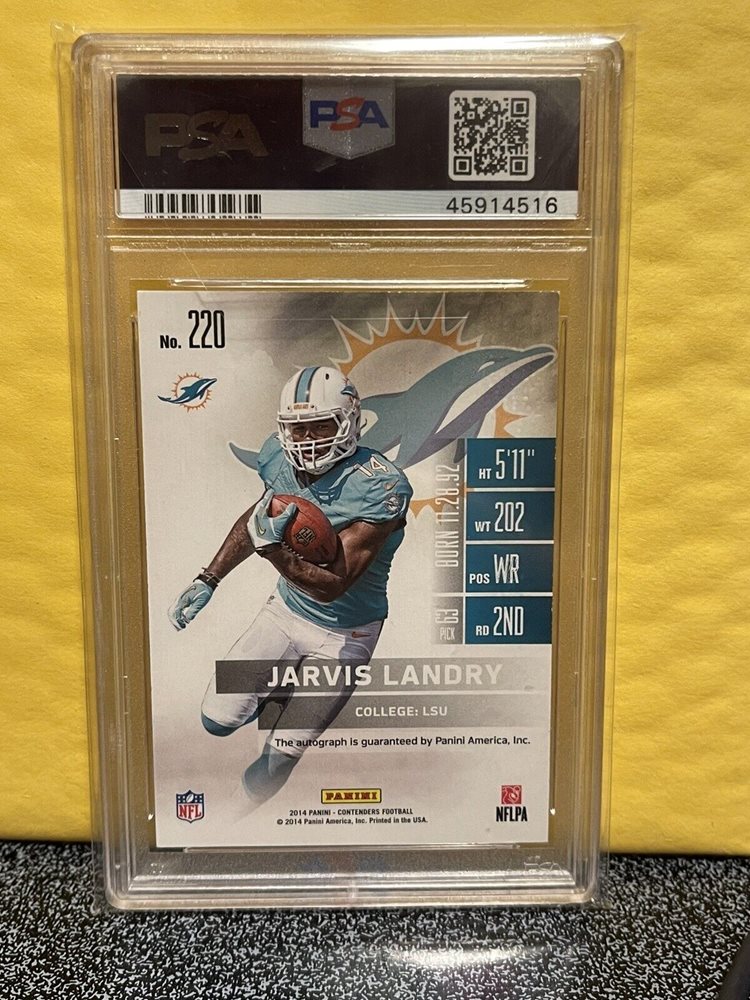 PSA
PSA
45914516
No. 220
14
BORN 11.28.92
HT 5'11"
WT 202
POS WR
63
PICK
RD 2ND
JARVIS LANDRY
COLLEGE: LSU
The autograph is guaranteed by Panini America, Inc.
NFL
PANINI
NFLPA
2014 PANINI - CONTENDERS FOOTBALL
© 2014 Panini America, Inc. Printed in the USA.